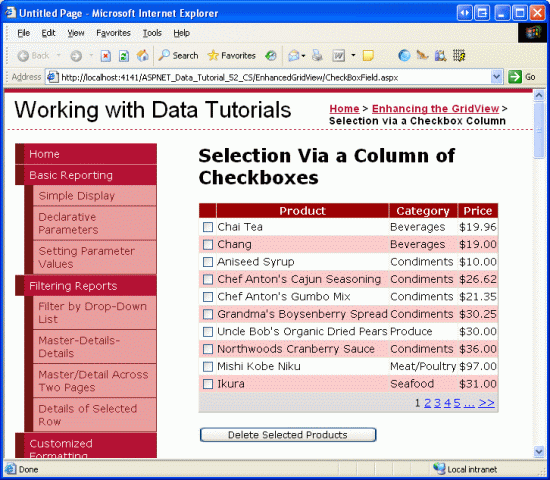 Untitled Page - Microsoft Internet Explorer
File Edit View Favorites Tools Help
Back Search Favorites
Address http://localhost:4141/ASPNET_Data_Tutorial_52_CS/EnhancedGridView/CheckBoxField.aspx Go
Working with Data Tutorials
Home > Enhancing the GridView >
Selection via a Checkbox Column
Home
Basic Reporting
Simple Display
Declarative
Parameters
Setting Parameter
Values
Filtering Reports
Filter by Drop-Down
List
Master-Details-
Details
Master/Detail Across
Two Pages
Details of Selected
Row
Customized
Formatting
Selection Via a Column of
Checkboxes
Product Category Price
Chai Tea Beverages $19.96
Chang Beverages $19.00
Aniseed Syrup Condiments $10.00
Chef Anton's Cajun Seasoning Condiments $26.62
Chef Anton's Gumbo Mix Condiments $21.35
Grandma's Boysenberry Spread Condiments $30.25
Uncle Bob's Organic Dried Pears Produce $30.00
Northwoods Cranberry Sauce Condiments $36.00
Mishi Kobe Niku Meat/Poultry $97.00
Ikura Seafood $31.00
1 2 3 4 5 ... >>
Delete Selected Products
Done Local intranet